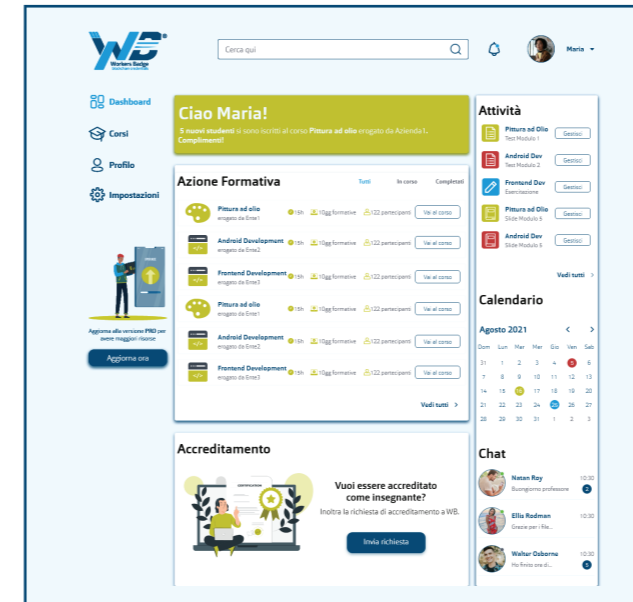 WB
Workers Badge
Cerca qui
Maria
Dashboard
Corsi
Profilo
Impostazioni
Aggiorna alla versione PRO per
avere maggiori risorse
Aggiorna ora
Ciao Maria!
5 nuovi studenti si sono iscritti al corso Pittura ad olio erogato da Azienda1.
Complimenti!
Azione Formativa
Tutti In corso Completati
Pittura ad olio
erogato da Ente1
15h 10gg formative 122 partecipanti Vai al corso
Android Development
erogato da Ente2
15h 10gg formative 122 partecipanti Vai al corso
Frontend Development
erogato da Ente3
15h 10gg formative 122 partecipanti Vai al corso
Pittura ad olio
erogato da Ente1
15h 10gg formative 122 partecipanti Vai al corso
Android Development
erogato da Ente2
15h 10gg formative 122 partecipanti Vai al corso
Frontend Development
erogato da Ente3
15h 10gg formative 122 partecipanti Vai al corso
Vedi tutti >
Accreditamento
Vuoi essere accreditato
come insegnante?
Inoltra la richiesta di accreditamento a WB.
Invia richiesta
Attività
Pittura ad Olio
Test Modulo 1
Gestisci
Android Dev
Test Modulo 2
Gestisci
Frontend Dev
Esercitazione
Gestisci
Pittura ad Olio
Slide Modulo 5
Gestisci
Android Dev
Slide Modulo 6
Gestisci
Vedi tutti >
Calendario
Agosto 2021 < >
Dom Lun Mar Mer Gio Ven Sab
31 1 2 3 4 5 6
7 8 9 10 11 12 13
14 15 16 17 18 19 20
21 22 23 24 25 26 27
28 29 30 31 1 2 3
Chat
Natan Roy 10:30
Buongiorno professore 2
Ellis Rodman 10:30
Grazie per i file...
Walter Osborne 10:30
Ho finito ora di... 5